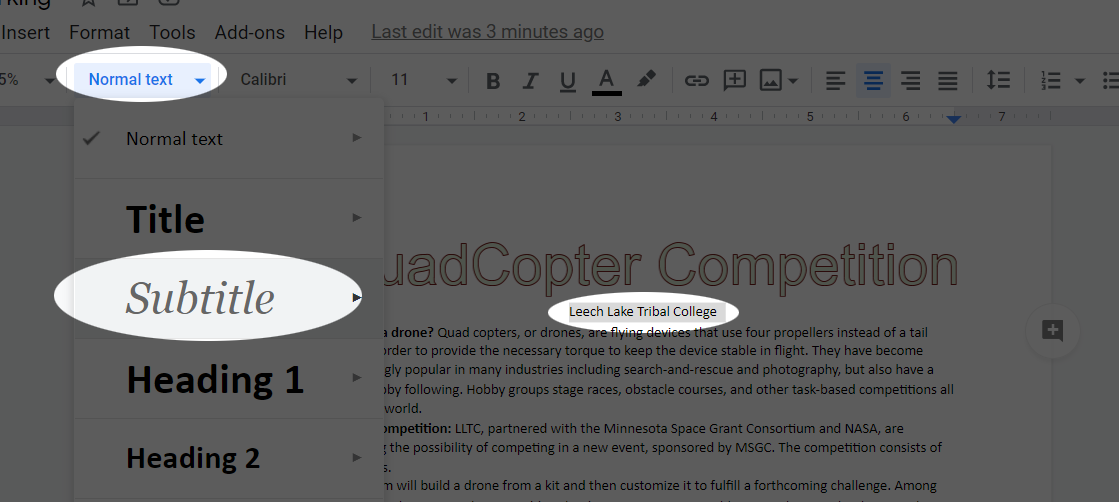 Insert Format Tools Add-ons Help Last edit was 3 minutes ago
5% Normal text Calibri 11 B I U A
1 2 3 4 5 6 7
Normal text
Title
Subtitle
Heading 1
Heading 2
uadCopter Competition
Leech Lake Tribal College
a drone? Quad copters, or drones, are flying devices that use four propellers instead of a tail
order to provide the necessary torque to keep the device stable in flight. They have become
gly popular in many industries including search-and-rescue and photography, but also have a
bby following. Hobby groups stage races, obstacle courses, and other task-based competitions all
world.
ompetition: LLTC, partnered with the Minnesota Space Grant Consortium and NASA, are
g the possibility of competing in a new event, sponsored by MSGC. The competition consists of
s.
m will build a drone from a kit and then customize it to fulfill a forthcoming challenge. Among